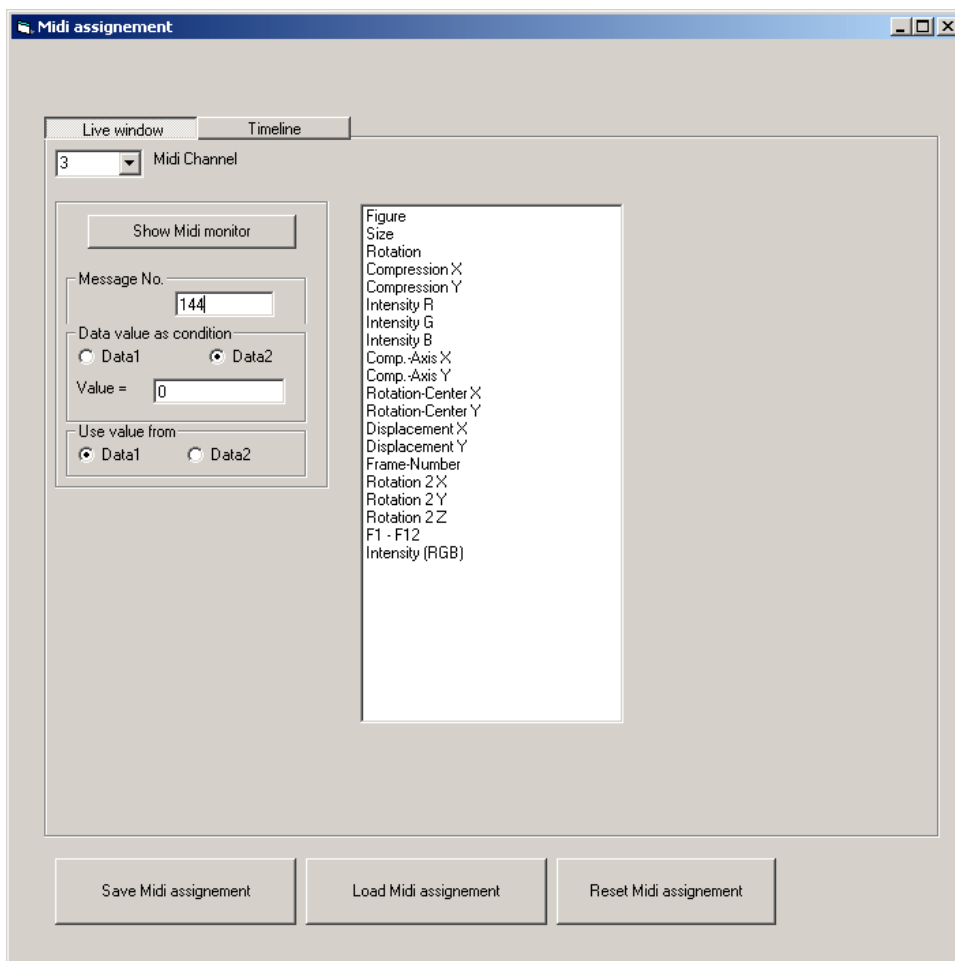 Midi assignement
Live window
Timeline
3
Midi Channel
Show Midi monitor
Message No.
144
Data value as condition
Data1
Data2
Value =
0
Use value from
Data1
Data2
Figure
Size
Rotation
Compression X
Compression Y
Intensity R
Intensity G
Intensity B
Comp.-Axis X
Comp.-Axis Y
Rotation-Center X
Rotation-Center Y
Displacement X
Displacement Y
Frame-Number
Rotation 2 X
Rotation 2 Y
Rotation 2 Z
F1 - F12
Intensity (RGB)
Save Midi assignement
Load Midi assignement
Reset Midi assignement